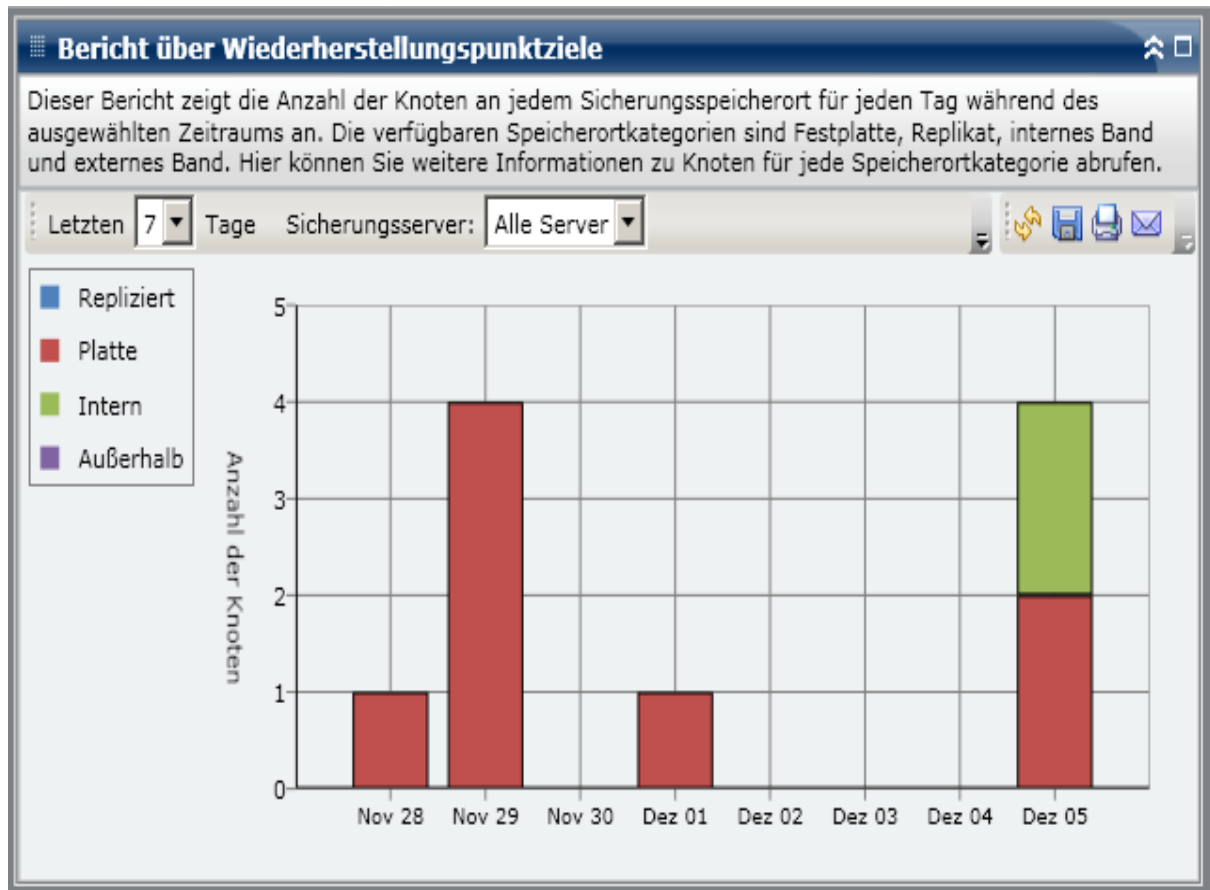 Bericht über Wiederherstellungspunktziele
Dieser Bericht zeigt die Anzahl der Knoten an jedem Sicherungsspeicherort für jeden Tag während des
ausgewählten Zeitraums an. Die verfügbaren Speicherortkategorien sind Festplatte, Replikat, internes Band
und externes Band. Hier können Sie weitere Informationen zu Knoten für jede Speicherortkategorie abrufen.
Letzten 7 Tage Sicherungsserver: Alle Server
Repliziert
Platte
Intern
Außerhalb
Anzahl der Knoten
5
4
3
2
1
0
Nov 28 Nov 29 Nov 30 Dez 01 Dez 02 Dez 03 Dez 04 Dez 05